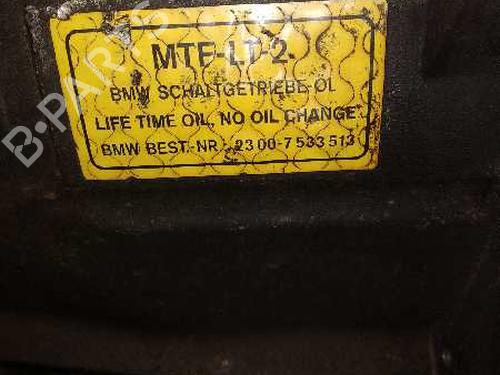 MTF-LT-2
BMW SCHALTGETRIEBE-ÖL
LIFE TIME OIL, NO OIL CHANGE
BMW BEST.-NR.: 23 00-7 533 513
B-PARTS